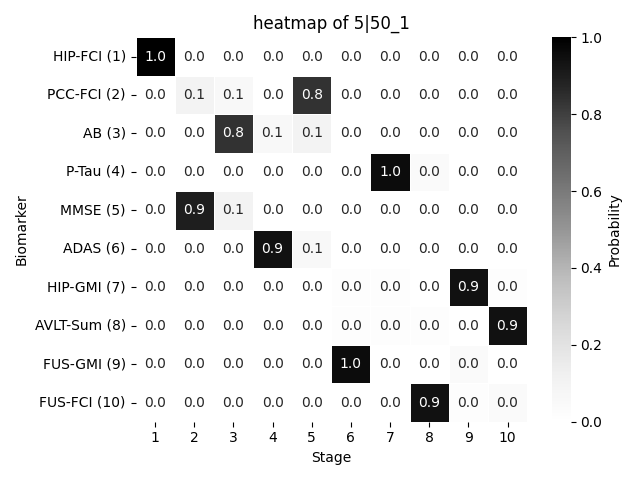 heatmap of 5|50_1
HIP-FCI (1) 1.0 0.0 0.0 0.0 0.0 0.0 0.0 0.0 0.0 0.0
PCC-FCI (2) 0.0 0.1 0.1 0.0 0.8 0.0 0.0 0.0 0.0 0.0
AB (3) 0.0 0.0 0.8 0.1 0.1 0.0 0.0 0.0 0.0 0.0
P-Tau (4) 0.0 0.0 0.0 0.0 0.0 0.0 1.0 0.0 0.0 0.0
MMSE (5) 0.0 0.9 0.1 0.0 0.0 0.0 0.0 0.0 0.0 0.0
ADAS (6) 0.0 0.0 0.0 0.9 0.1 0.0 0.0 0.0 0.0 0.0
HIP-GMI (7) 0.0 0.0 0.0 0.0 0.0 0.0 0.0 0.0 0.9 0.0
AVLT-Sum (8) 0.0 0.0 0.0 0.0 0.0 0.0 0.0 0.0 0.0 0.9
FUS-GMI (9) 0.0 0.0 0.0 0.0 0.0 1.0 0.0 0.0 0.0 0.0
FUS-FCI (10) 0.0 0.0 0.0 0.0 0.0 0.0 0.0 0.9 0.0 0.0
1 2 3 4 5 6 7 8 9 10
Stage
Biomarker
1.0
0.8
0.6
0.4
0.2
0.0
Probability